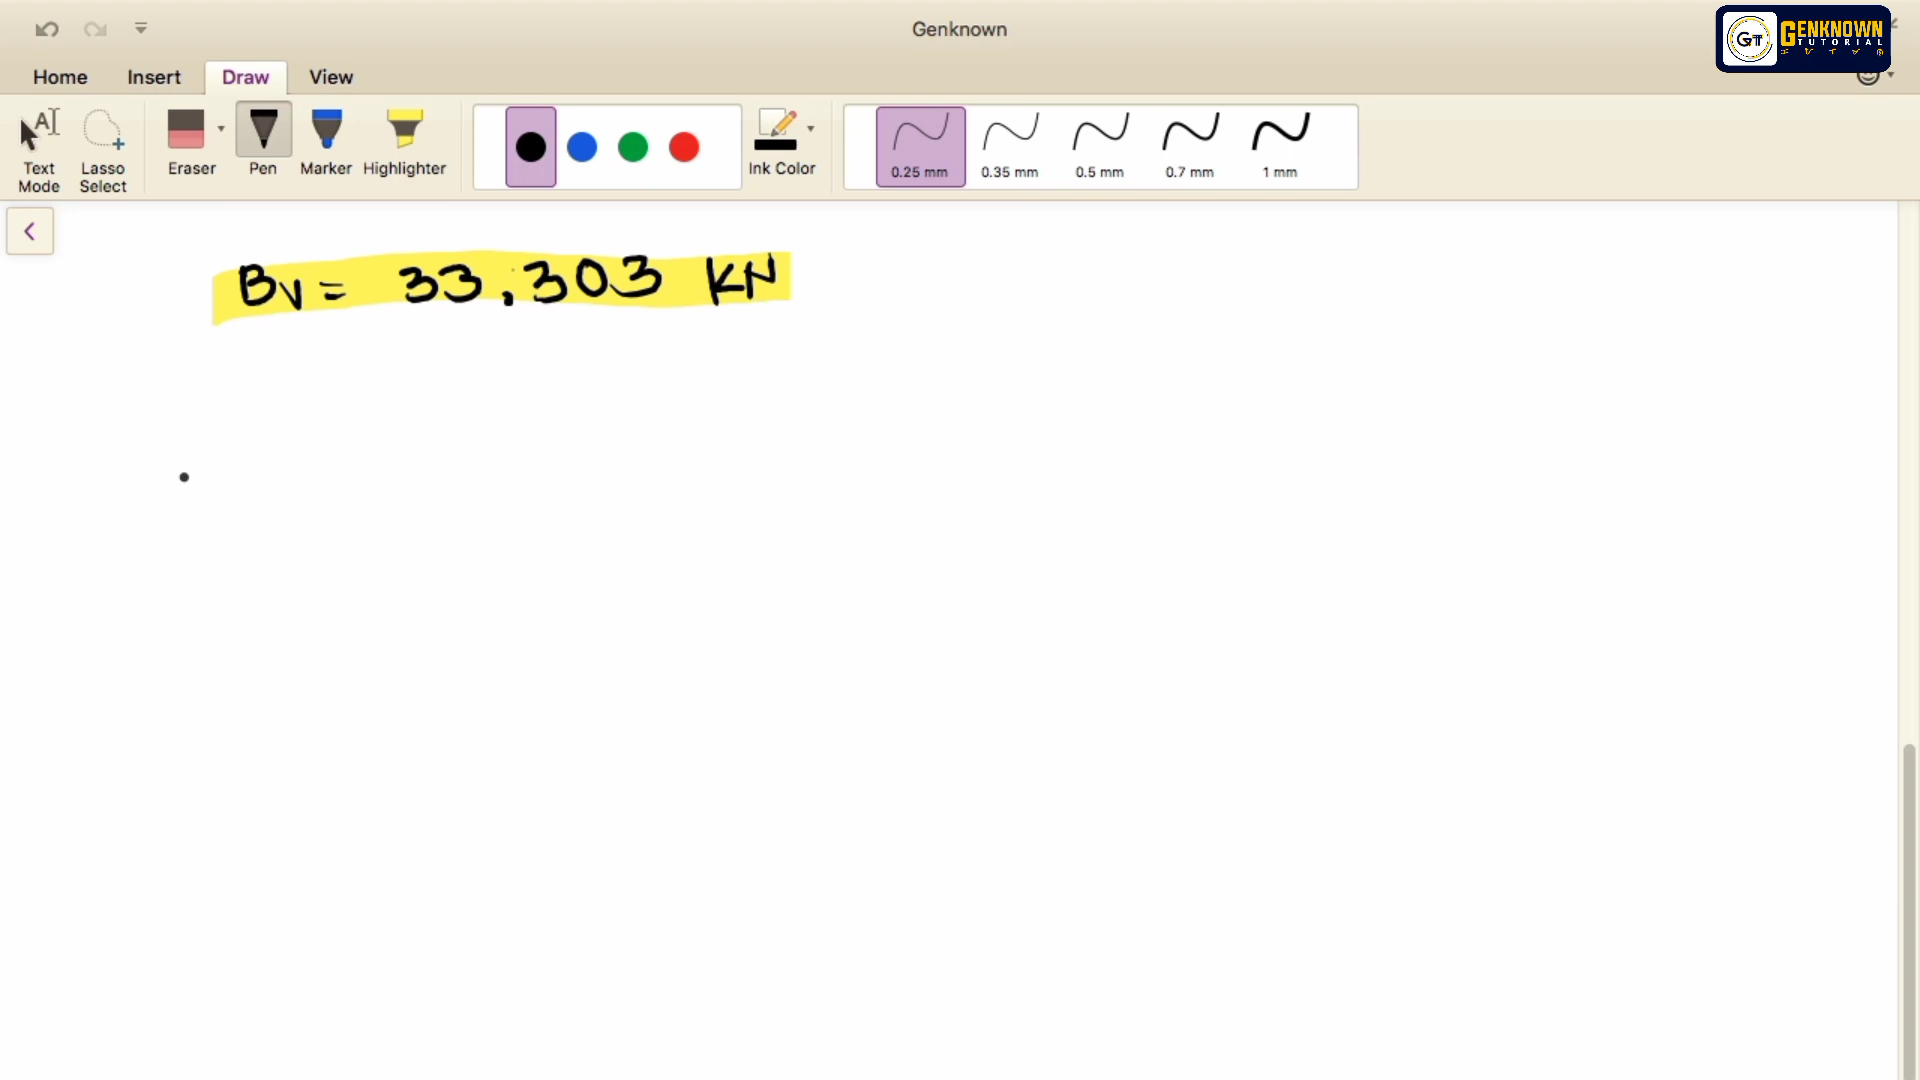 Genknown
GT GENKNOWN
TUTORIAL
Home Insert Draw View
Text Mode Lasso Select Eraser Pen Marker Highlighter Ink Color 0.25 mm 0.35 mm 0.5 mm 0.7 mm 1 mm
Bv = 33.303 KN